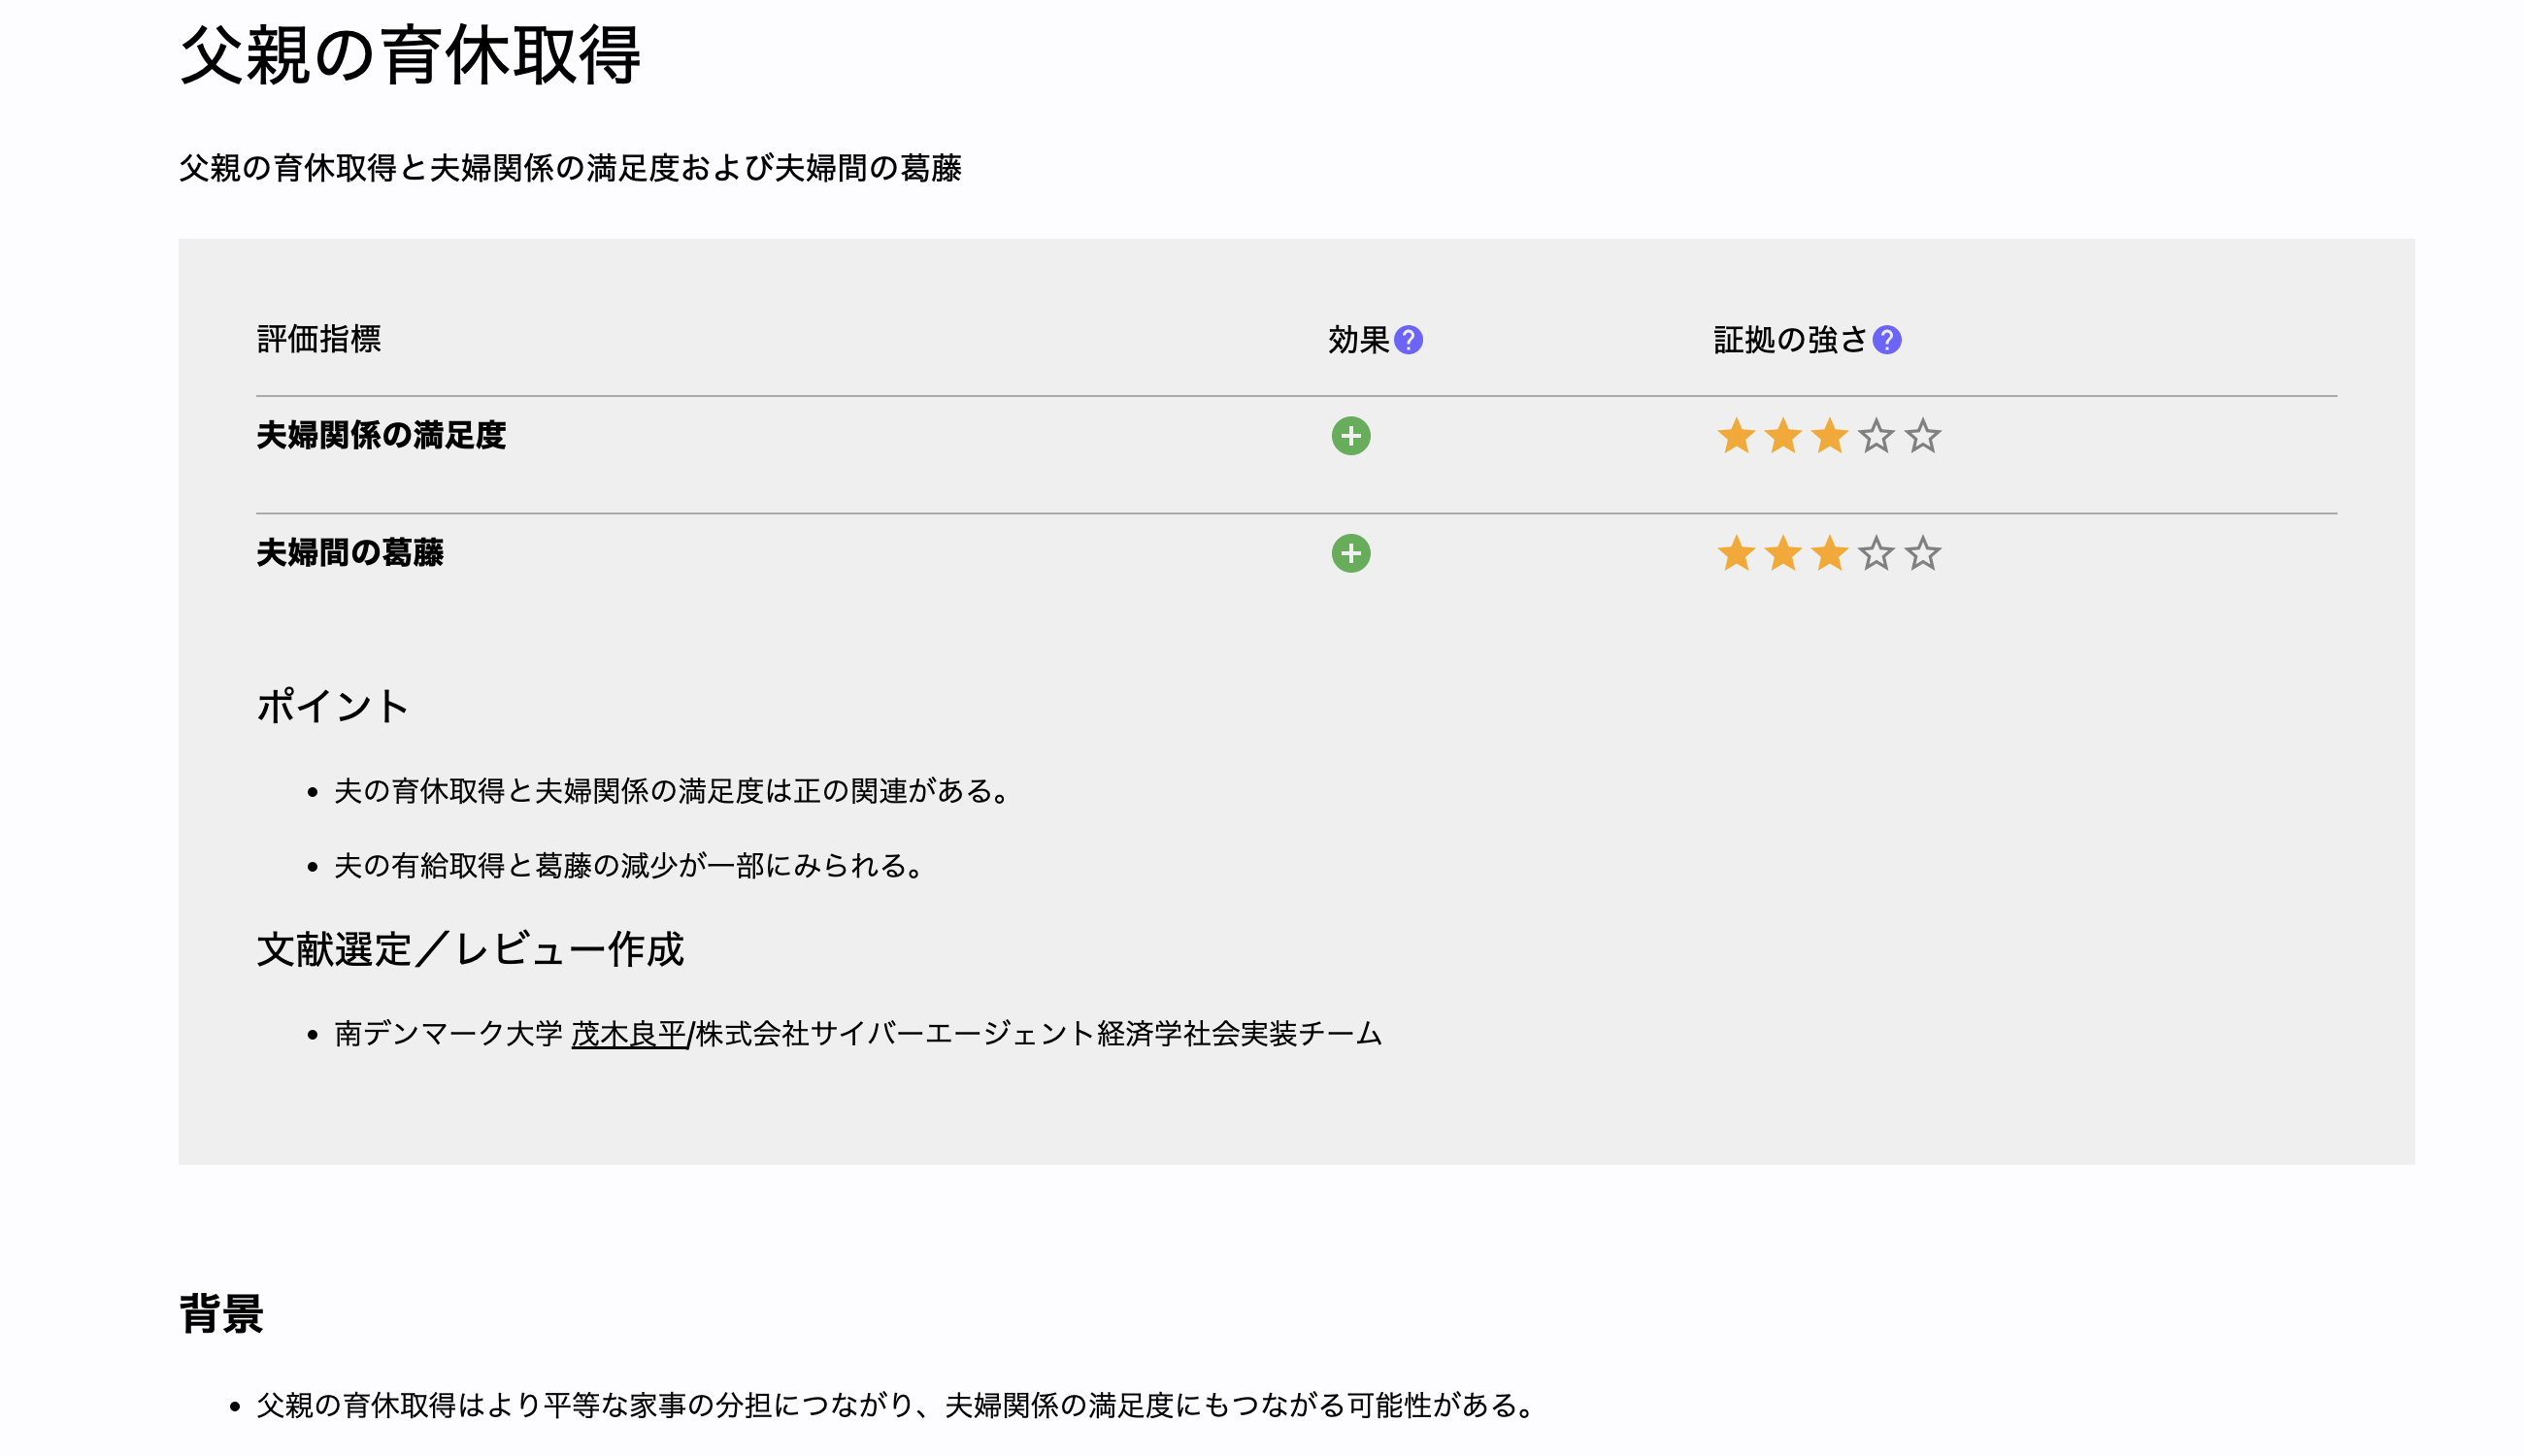 父親の育休取得
父親の育休取得と夫婦関係の満足度および夫婦間の葛藤
評価指標 効果? 証拠の強さ?
夫婦関係の満足度
夫婦間の葛藤
ポイント
夫の育休取得と夫婦関係の満足度は正の関連がある。
夫の有給取得と葛藤の減少が一部にみられる。
文献選定／レビュー作成
南デンマーク大学 茂木良平/株式会社サイバーエージェント経済学社会実装チーム
背景
父親の育休取得はより平等な家事の分担につながり、夫婦関係の満足度にもつながる可能性がある。